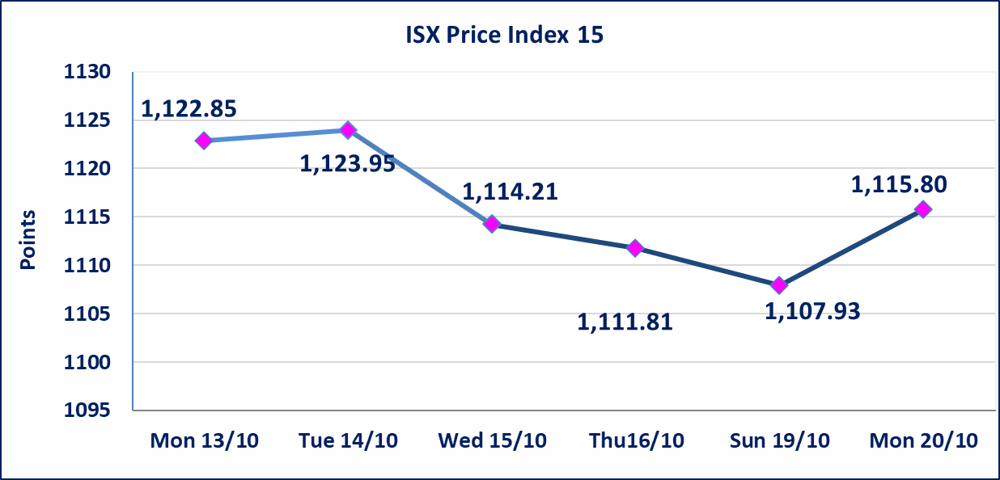 ISX Price Index 15
1130
1125
1120
1115
1110
1105
1100
1095
Points
1,122.85
1,123.95
1,114.21
1,111.81
1,107.93
1,115.80
Mon 13/10
Tue 14/10
Wed 15/10
Thu16/10
Sun 19/10
Mon 20/10